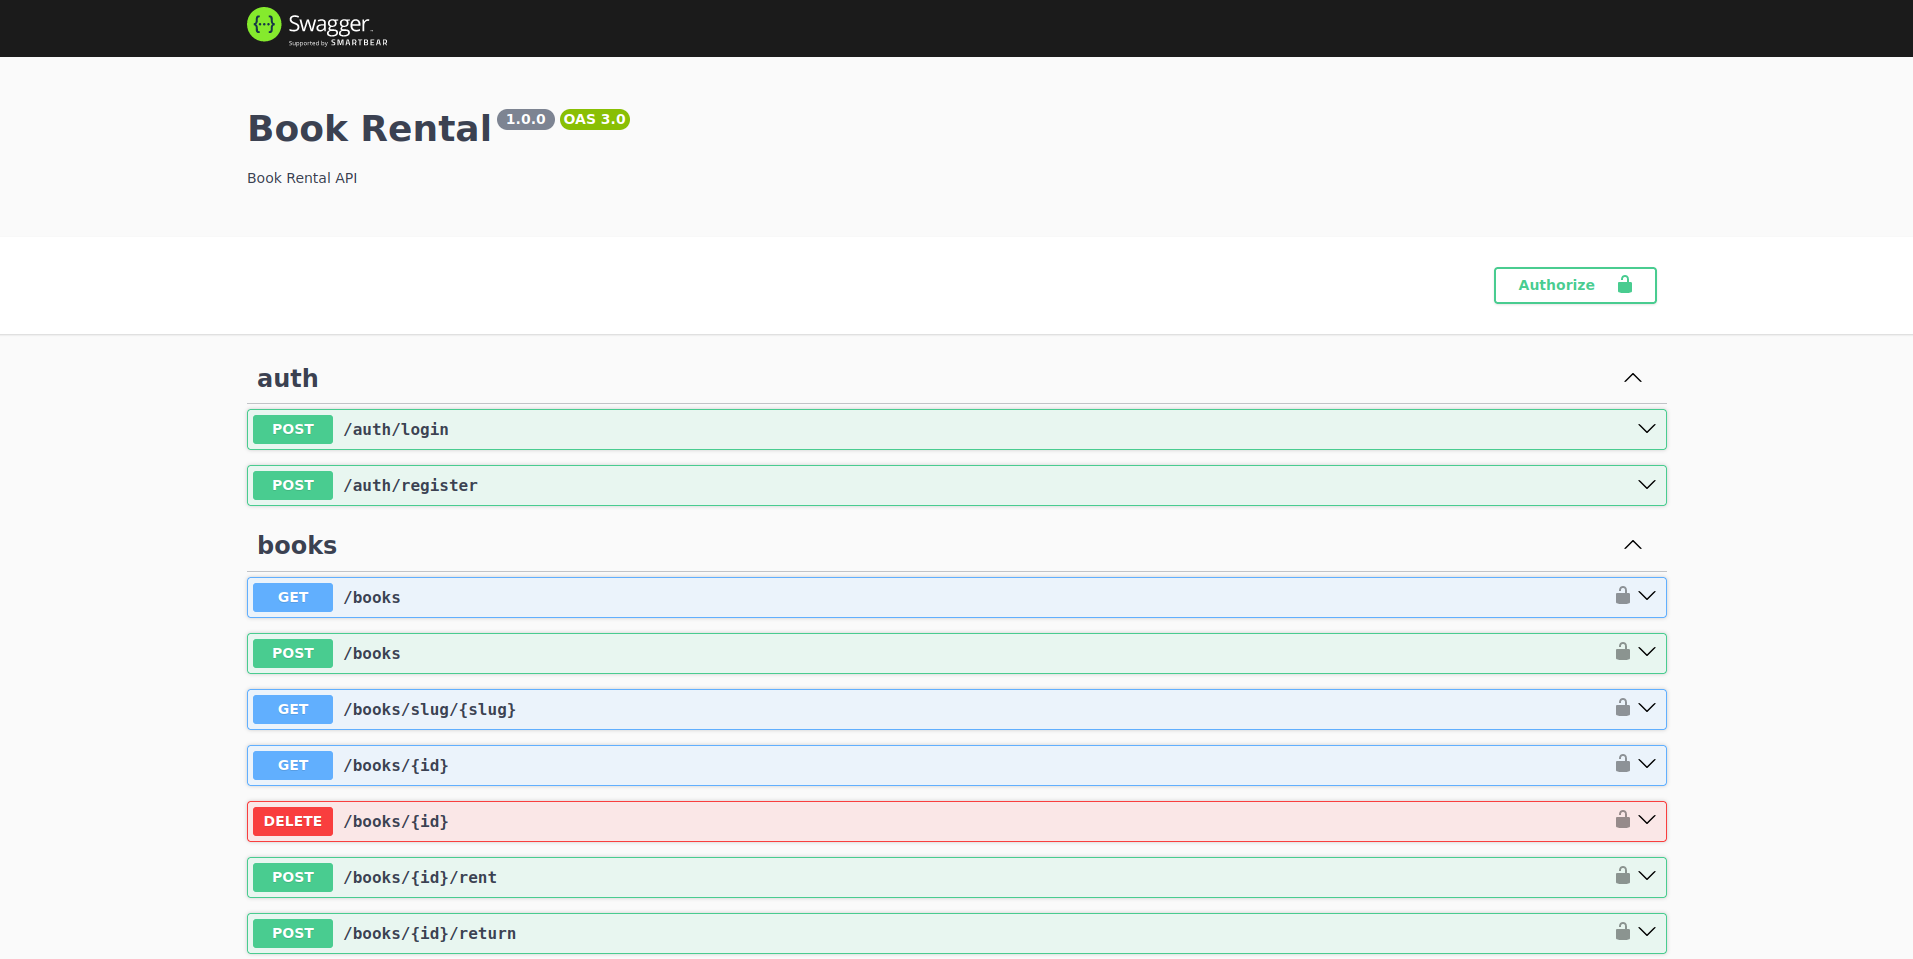 Swagger
Supported by SMARTBEAR
Book Rental 1.0.0 OAS 3.0
Book Rental API
Authorize
auth
POST /auth/login
POST /auth/register
books
GET /books
POST /books
GET /books/slug/{slug}
GET /books/{id}
DELETE /books/{id}
POST /books/{id}/rent
POST /books/{id}/return